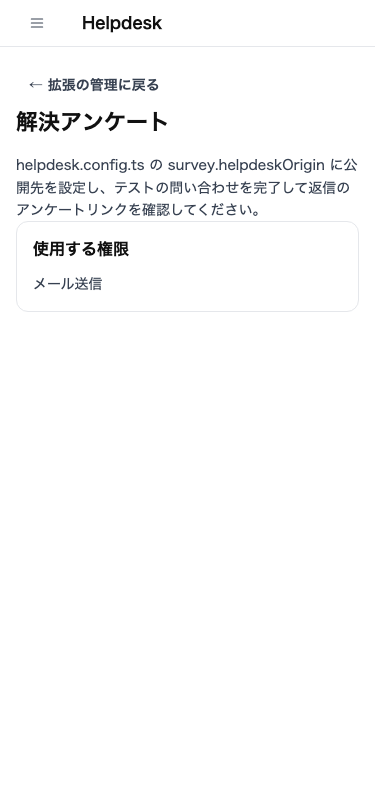 Helpdesk
← 拡張の管理に戻る
解決アンケート
helpdesk.config.ts の survey.helpdeskOrigin に公
開先を設定し、テストの問い合わせを完了して返信の
アンケートリンクを確認してください。
使用する権限
メール送信